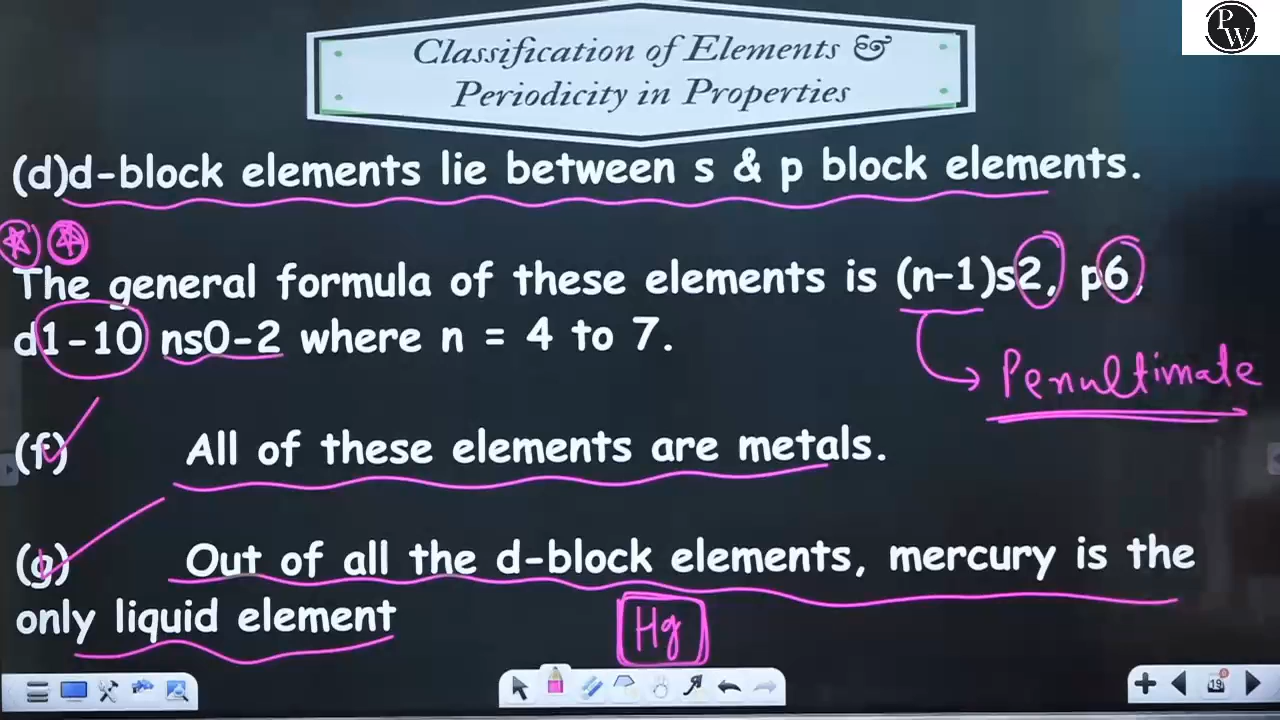 Classification of Elements &
Periodicity in Properties
PW
(d)d-block elements lie between s & p block elements.
The general formula of these elements is (n-1)s2, p6,
d1-10 ns0-2 where n = 4 to 7.
Penultimate
(f) All of these elements are metals.
(g) Out of all the d-block elements, mercury is the
only liquid element
Hg
19